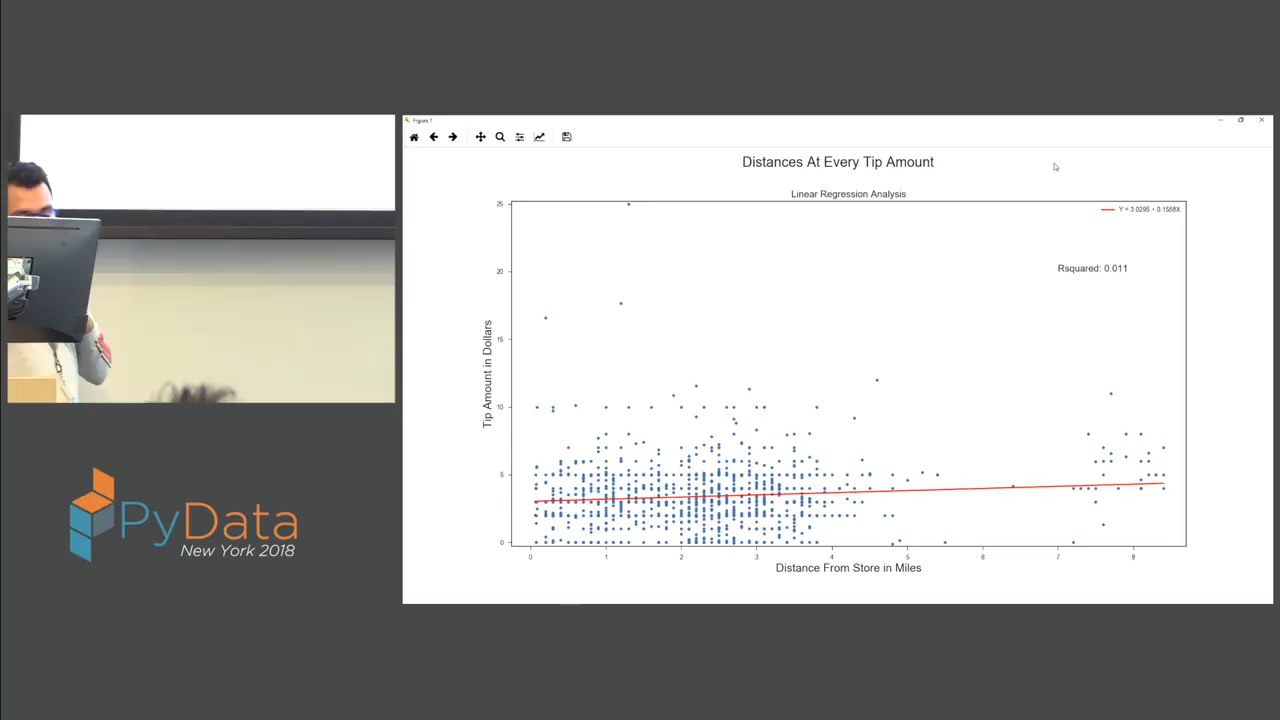 Figure 1
Distances At Every Tip Amount
Linear Regression Analysis
Y = 3.0295 + 0.1588X
Rsquared: 0.011
Tip Amount in Dollars
25
20
15
10
5
0
0 1 2 3 4 5 6 7 8
Distance From Store in Miles
PyData
New York 2018